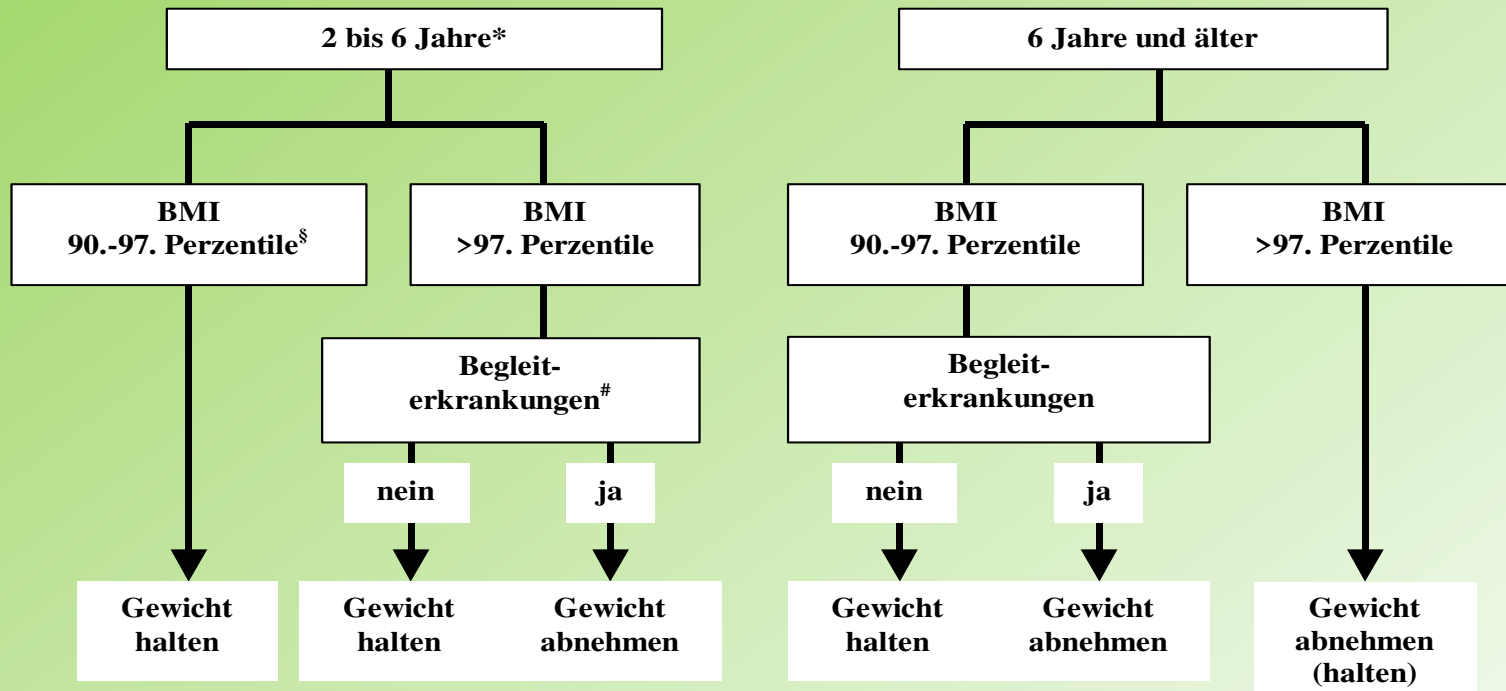 2 bis 6 Jahre*
6 Jahre und älter
BMI
90.-97. Perzentile§
BMI
>97. Perzentile
BMI
90.-97. Perzentile
BMI
>97. Perzentile
Begleit-
erkrankungen#
Begleit-
erkrankungen
nein
ja
nein
ja
Gewicht
halten
Gewicht
halten
Gewicht
abnehmen
Gewicht
halten
Gewicht
abnehmen
Gewicht
abnehmen
(halten)